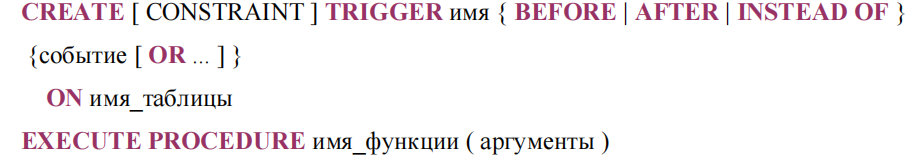 CREATE [ CONSTRAINT ] TRIGGER имя { BEFORE | AFTER | INSTEAD OF }
{событие [ OR ... ] }
ON имя_таблицы
EXECUTE PROCEDURE имя_функции ( аргументы )